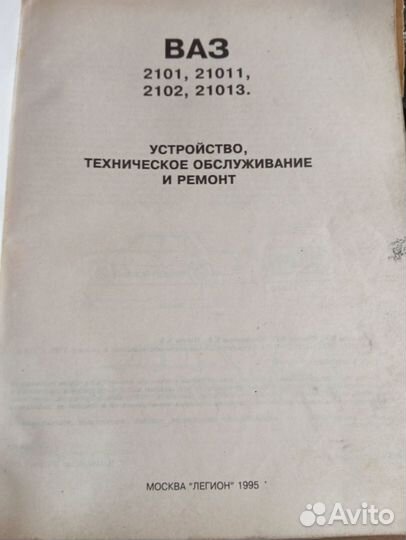 ВАЗ
2101, 21011,
2102, 21013.
УСТРОЙСТВО,
ТЕХНИЧЕСКОЕ ОБСЛУЖИВАНИЕ
И РЕМОНТ
МОСКВА "ЛЕГИОН" 1995
Avito